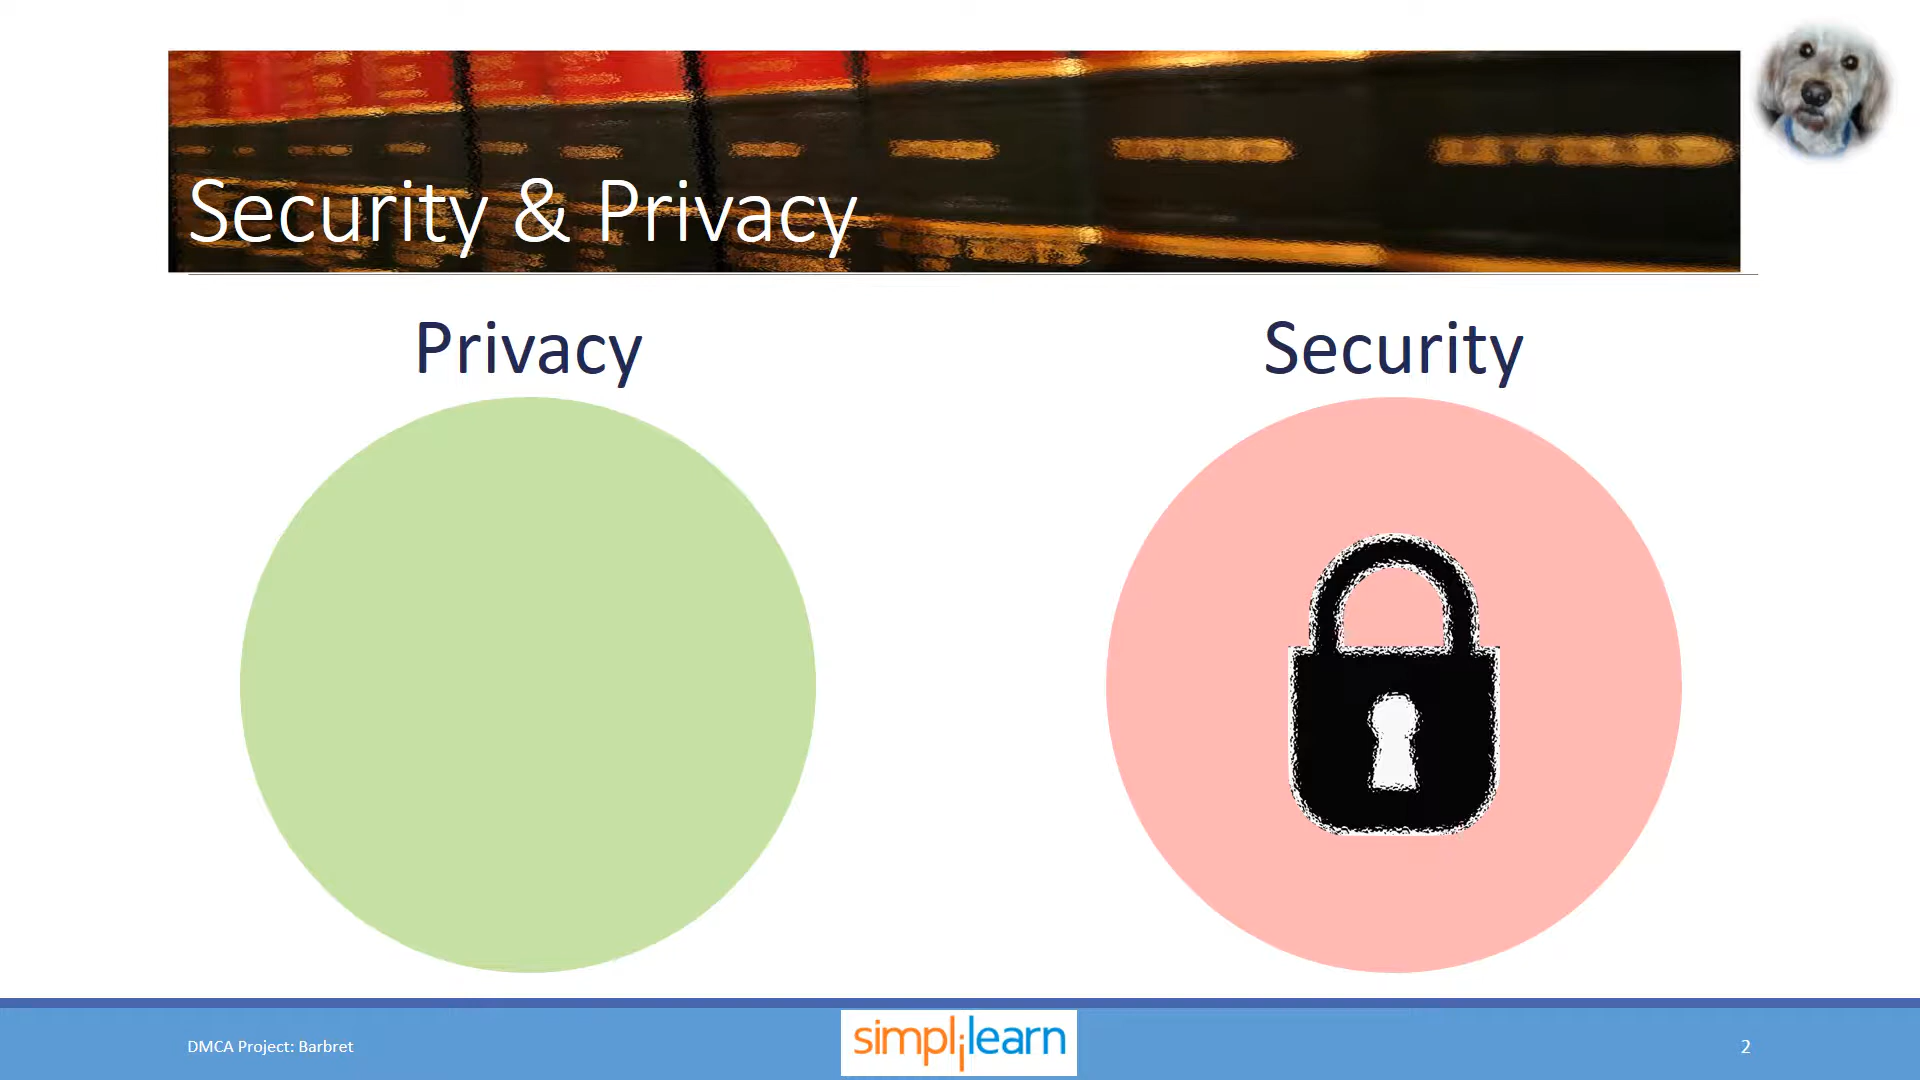 Security & Privacy
Privacy
Security
DMCA Project: Barbret
simplilearn
2